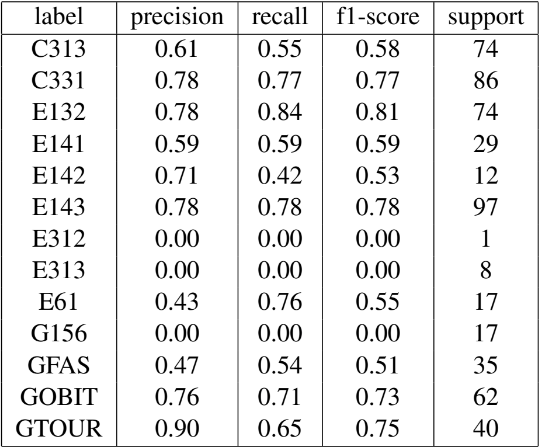 label precision recall f1-score support
C313 0.61 0.55 0.58 74
C331 0.78 0.77 0.77 86
E132 0.78 0.84 0.81 74
E141 0.59 0.59 0.59 29
E142 0.71 0.42 0.53 12
E143 0.78 0.78 0.78 97
E312 0.00 0.00 0.00 1
E313 0.00 0.00 0.00 8
E61 0.43 0.76 0.55 17
G156 0.00 0.00 0.00 17
GFAS 0.47 0.54 0.51 35
GOBIT 0.76 0.71 0.73 62
GTOUR 0.90 0.65 0.75 40